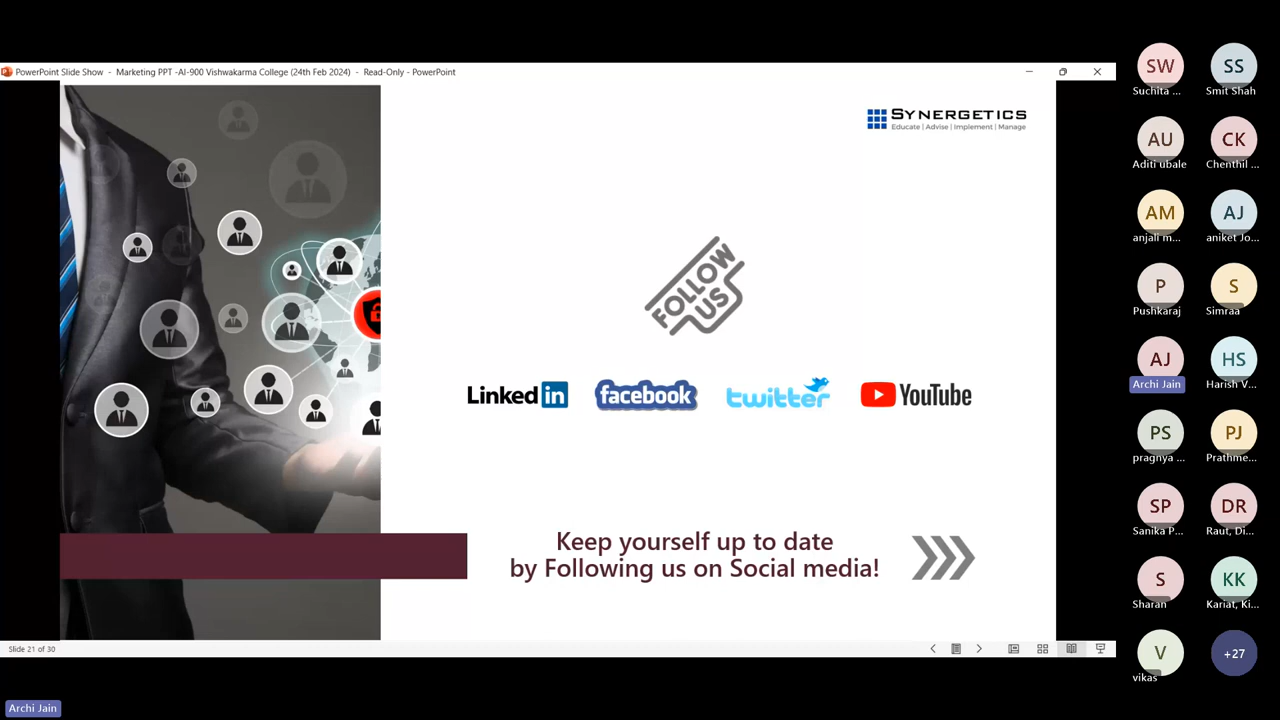 PowerPoint Slide Show - Marketing PPT -AI-900 Vishwakarma College (24th Feb 2024) - Read-Only - PowerPoint
SYNERGETICS
Educate | Advise | Implement | Manage
FOLLOW
US
Linked in
facebook
twitter
YouTube
Keep yourself up to date
by Following us on Social media!
Slide 21 of 30
Archi Jain
SW
Suchita ...
SS
Smit Shah
AU
Aditi ubale
CK
Chenthil ...
AM
anjali m...
AJ
aniket Jo...
P
Pushkaraj
S
Simraa
AJ
Archi Jain
HS
Harish V...
PS
pragnya ...
PJ
Prathme...
SP
Sanika P...
DR
Raut, Di...
S
Sharan
KK
Kariat, Ki...
V
vikas
+27